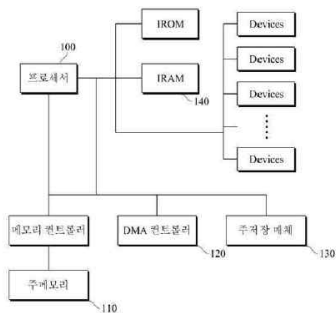 100
IROM
Devices
프로세서
IRAM
140
Devices
Devices
Devices
메모리 컨트롤러
DMA 컨트롤러
120
주저장 매체
130
주메모리
110